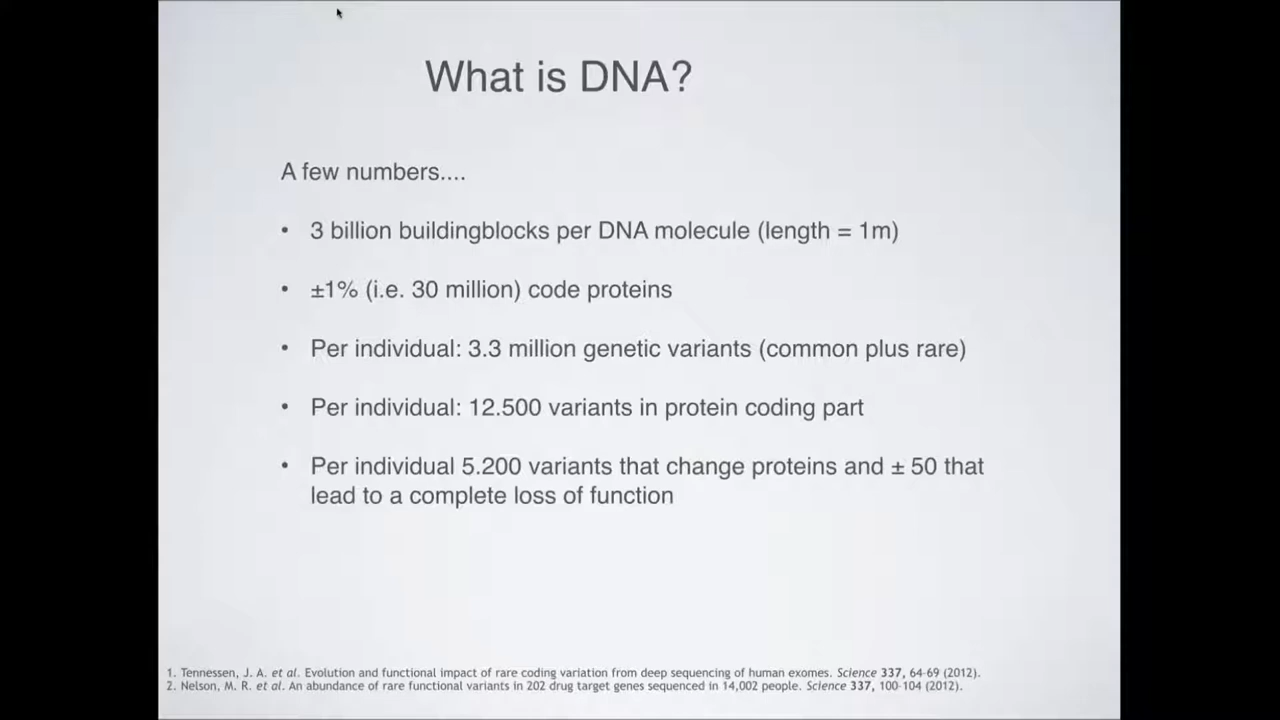 What is DNA?
A few numbers....
• 3 billion buildingblocks per DNA molecule (length = 1m)
• ±1% (i.e. 30 million) code proteins
• Per individual: 3.3 million genetic variants (common plus rare)
• Per individual: 12.500 variants in protein coding part
• Per individual 5.200 variants that change proteins and ± 50 that
lead to a complete loss of function
1. Tennessen, J. A. et al. Evolution and functional impact of rare coding variation from deep sequencing of human exomes. Science 337, 64-69 (2012).
2. Nelson, M. R. et al. An abundance of rare functional variants in 202 drug target genes sequenced in 14,002 people. Science 337, 100-104 (2012).